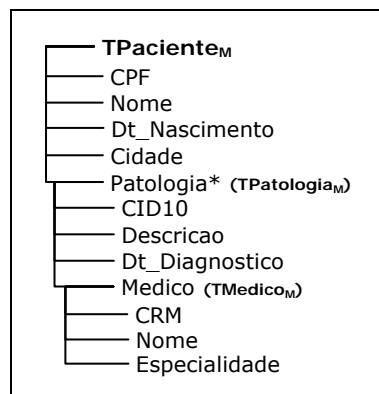 TPacienteM
CPF
Nome
Dt_Nascimento
Cidade
Patologia* (TPatologiaM)
CID10
Descricao
Dt_Diagnostico
Medico (TMedicoM)
CRM
Nome
Especialidade